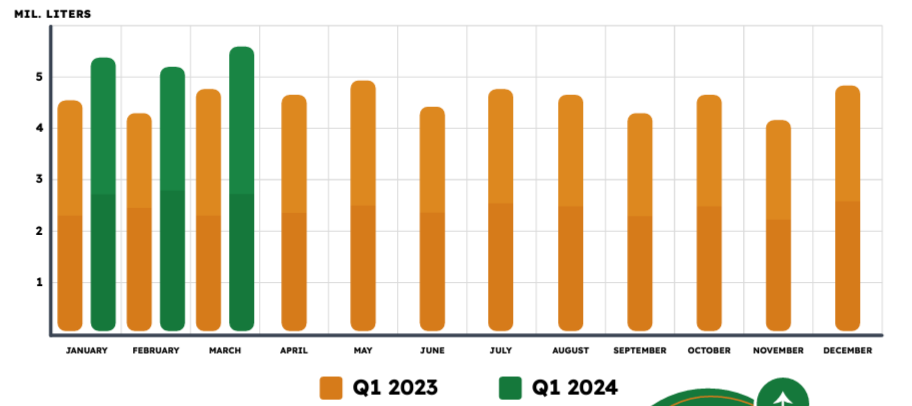 MIL. LITERS
5
4
3
2
1
JANUARY FEBRUARY MARCH APRIL MAY JUNE JULY AUGUST SEPTEMBER OCTOBER NOVEMBER DECEMBER
Q1 2023 Q1 2024